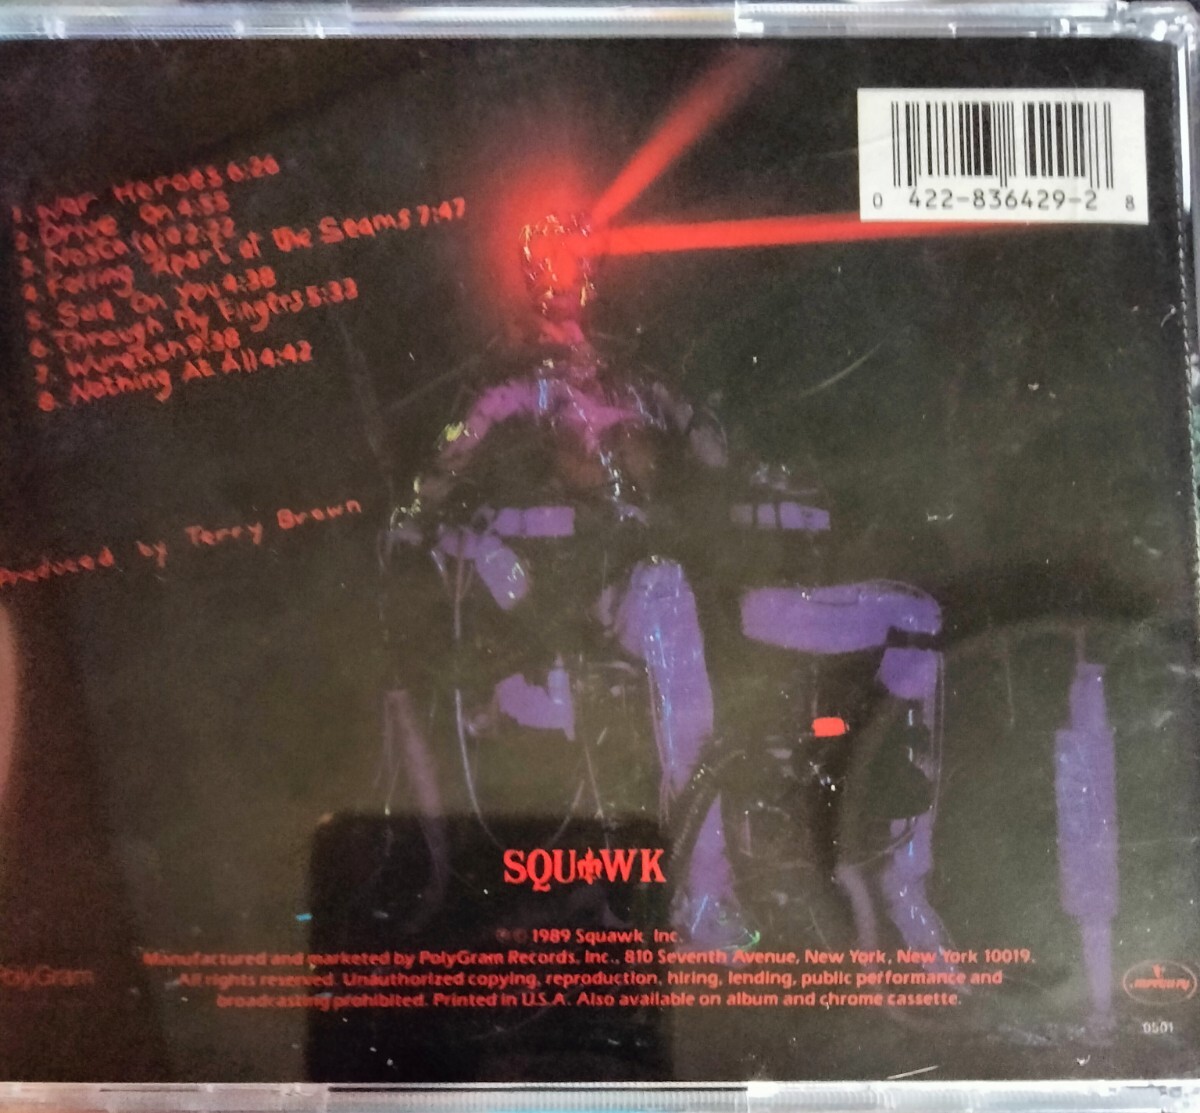 1. War Heroes 6:26
2. Drive On 4:55
3. Nostalgia 2:22
4. Falling Apart at the Seams 7:47
5. Sue On You 4:38
6. Through My Fingers 5:33
7. 9:38
8. Nothing At All 4:42
Produced by Terry Brown
0 422-836429-2 8
SQUAWK
℗ © 1989 Squawk, Inc.
Manufactured and marketed by PolyGram Records, Inc., 810 Seventh Avenue, New York, New York 10019.
All rights reserved. Unauthorized copying, reproduction, hiring, lending, public performance and
broadcasting prohibited. Printed in U.S.A. Also available on album and chrome cassette.
PolyGram
mercury
0501